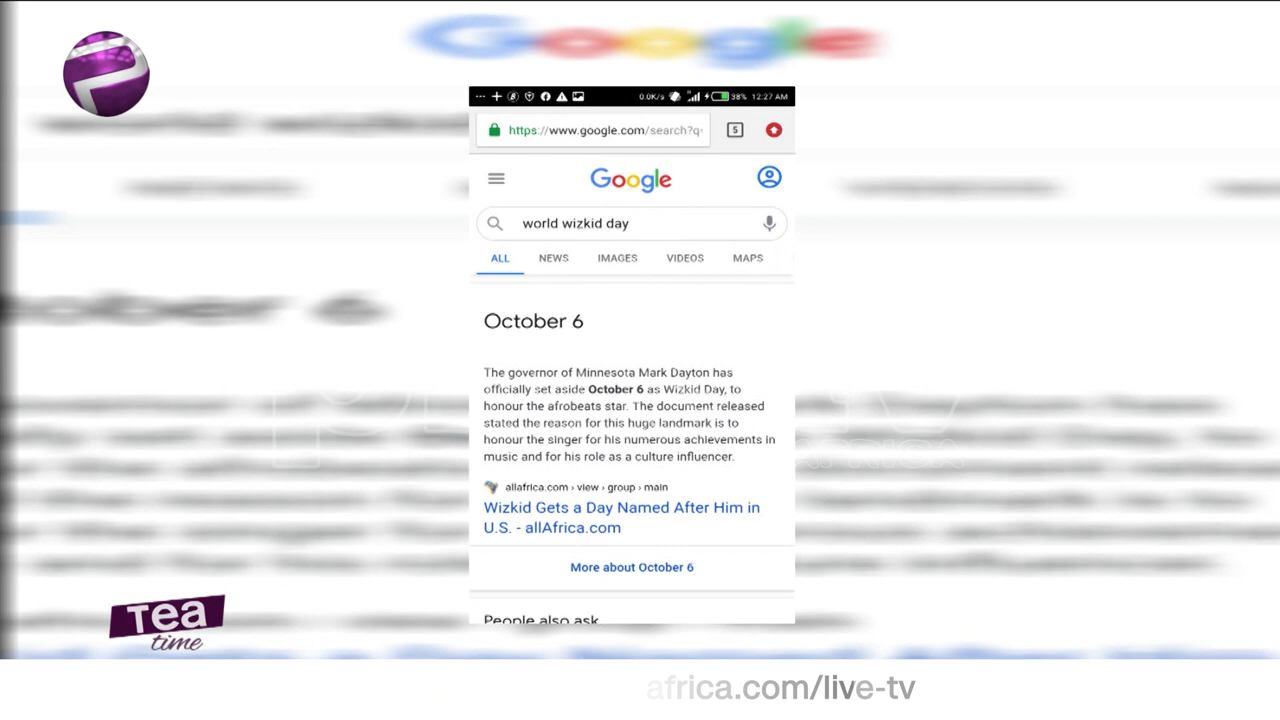 0.0K/s 38% 12:27 AM
https://www.google.com/search?q
5
Google
world wizkid day
ALL NEWS IMAGES VIDEOS MAPS
October 6
The governor of Minnesota Mark Dayton has
officially set aside October 6 as Wizkid Day, to
honour the afrobeats star. The document released
stated the reason for this huge landmark is to
honour the singer for his numerous achievements in
music and for his role as a culture influencer.
allafrica.com › view › group › main
Wizkid Gets a Day Named After Him in
U.S. - allAfrica.com
More about October 6
People also ask
Tea
time
africa.com/live-tv